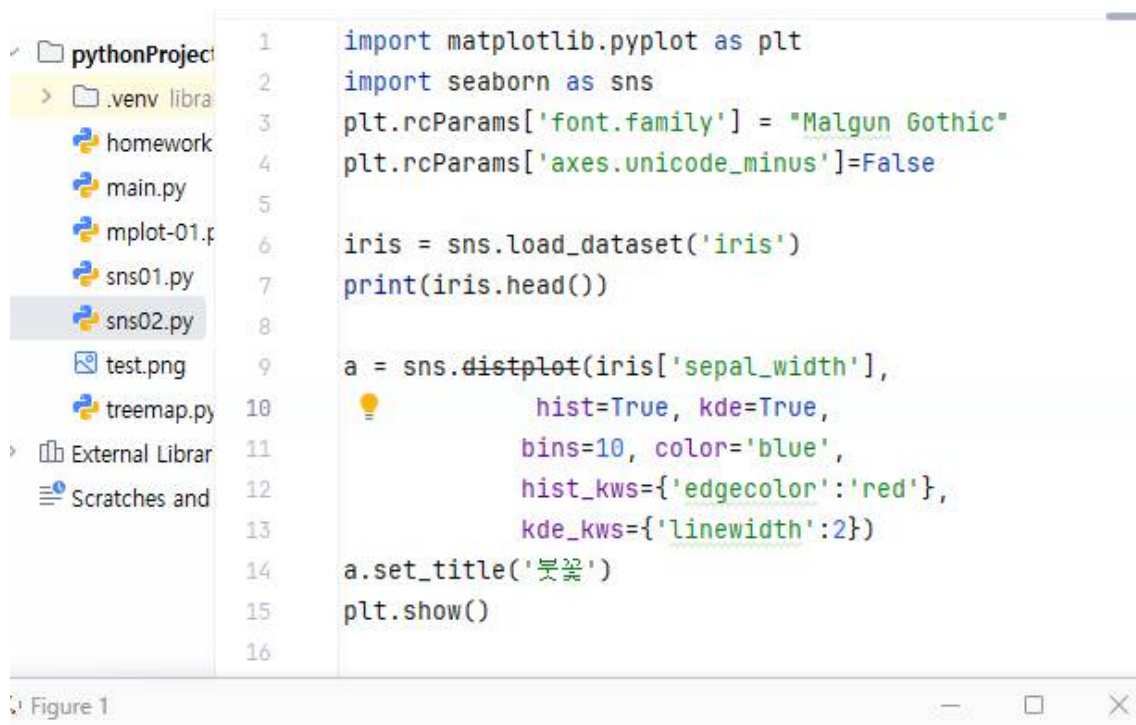 pythonProject
.venv libra
homework
main.py
mplot-01.p
sns01.py
sns02.py
test.png
treemap.py
External Librar
Scratches and
1 import matplotlib.pyplot as plt
2 import seaborn as sns
3 plt.rcParams['font.family'] = "Malgun Gothic"
4 plt.rcParams['axes.unicode_minus']=False
5
6 iris = sns.load_dataset('iris')
7 print(iris.head())
8
9 a = sns.distplot(iris['sepal_width'],
10 hist=True, kde=True,
11 bins=10, color='blue',
12 hist_kws={'edgecolor':'red'},
13 kde_kws={'linewidth':2})
14 a.set_title('붓꽃')
15 plt.show()
16
Figure 1